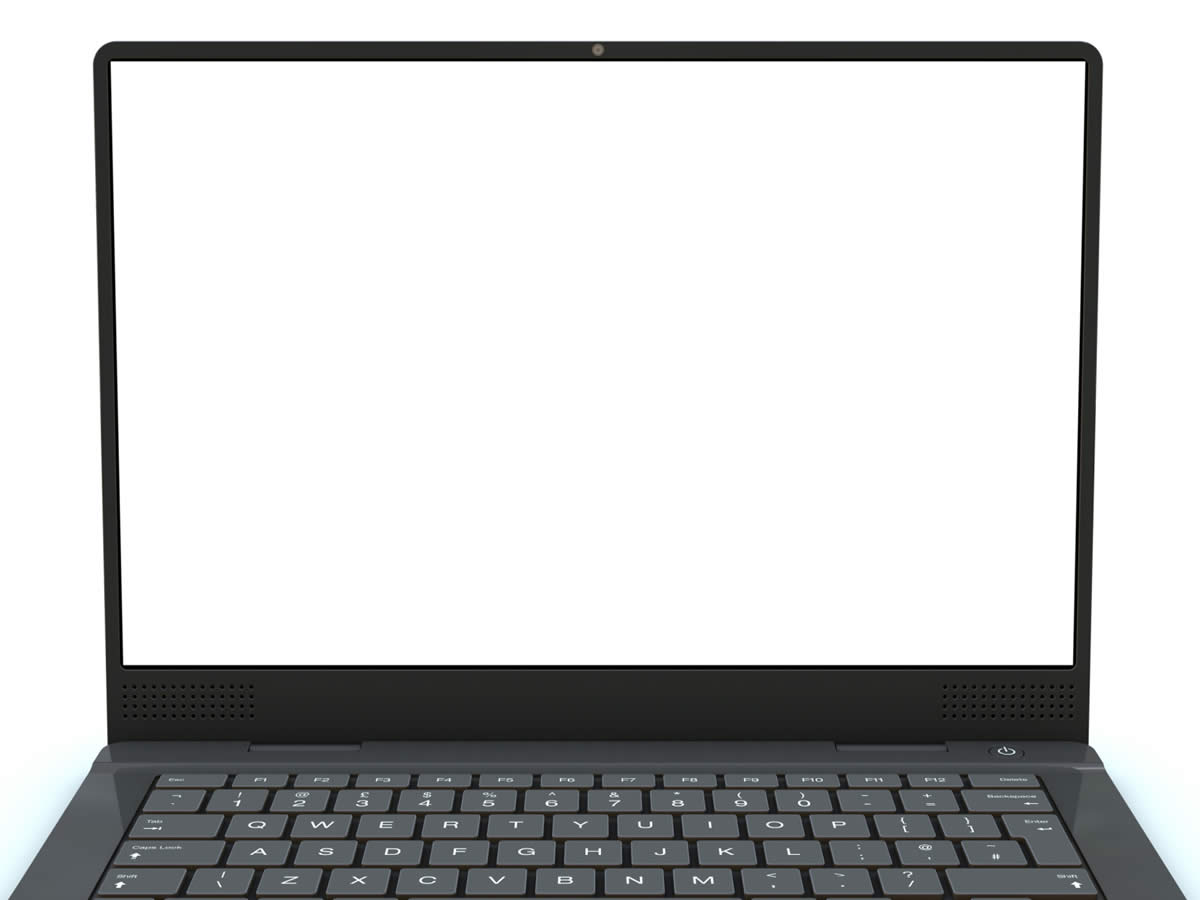 Esc F1 F2 F3 F4 F5 F6 F7 F8 F9 F10 F11 F12 Delete
¬ ! @ £ $ % ^ & * ( ) - + Backspace
1 2 3 4 5 6 7 8 9 0 - =
Tab Q W E R T Y U I O P { } Enter
[ ]
Caps Lock A S D F G H J K L : @ ~
; #
Shift \ Z X C V B N M < > ? Shift
/